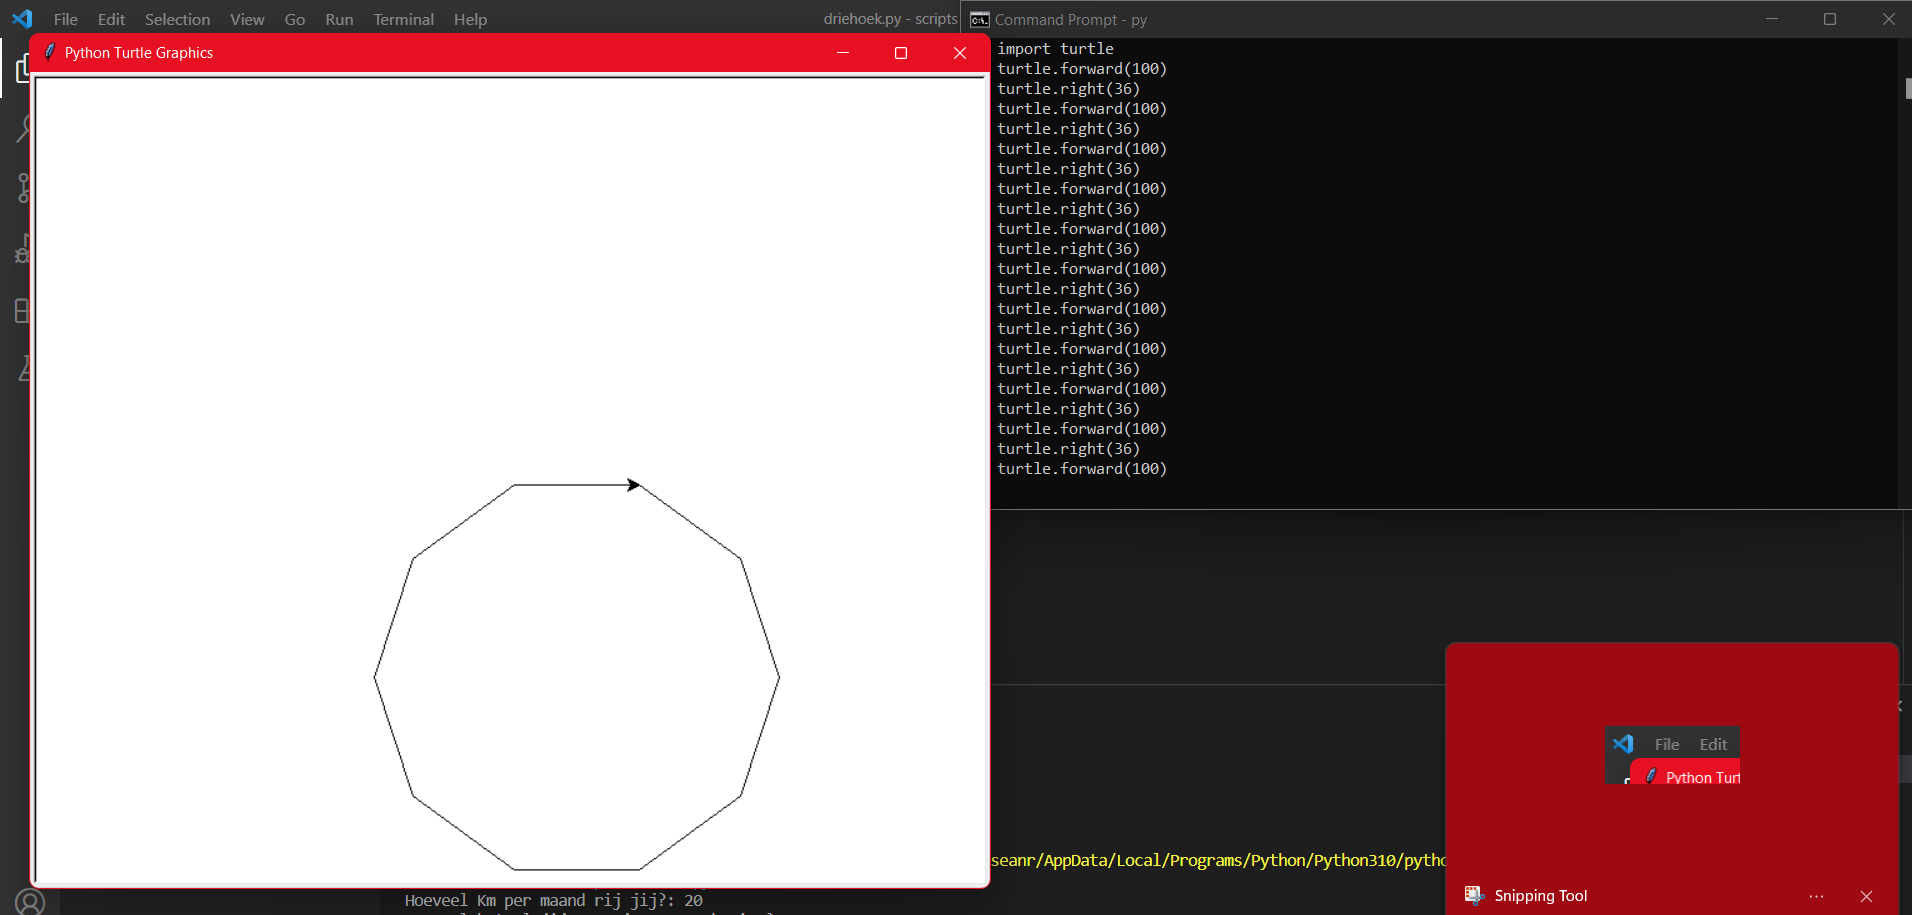 File Edit Selection View Go Run Terminal Help driehoek.py - scripts
Command Prompt - py
Python Turtle Graphics
import turtle
turtle.forward(100)
turtle.right(36)
turtle.forward(100)
turtle.right(36)
turtle.forward(100)
turtle.right(36)
turtle.forward(100)
turtle.right(36)
turtle.forward(100)
turtle.right(36)
turtle.forward(100)
turtle.right(36)
turtle.forward(100)
turtle.right(36)
turtle.forward(100)
turtle.right(36)
turtle.forward(100)
turtle.right(36)
turtle.forward(100)
turtle.right(36)
turtle.forward(100)
File Edit
Python Turt
seanr/AppData/Local/Programs/Python/Python310/pytho
Snipping Tool
Hoeveel Km per maand rij jij?: 20